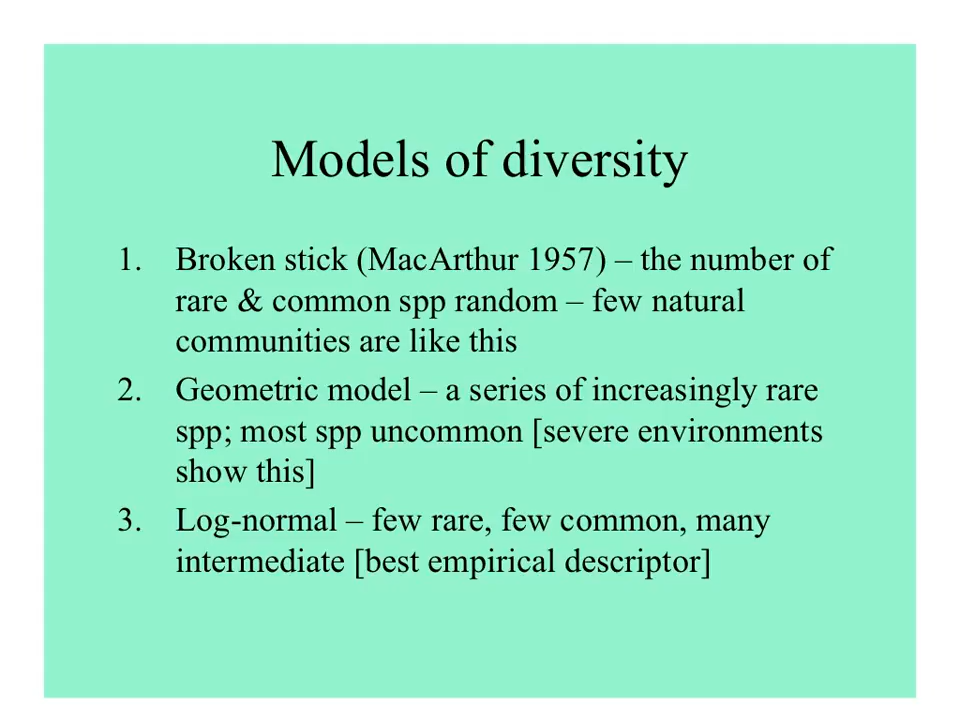 Models of diversity
1. Broken stick (MacArthur 1957) – the number of
rare & common spp random – few natural
communities are like this
2. Geometric model – a series of increasingly rare
spp; most spp uncommon [severe environments
show this]
3. Log-normal – few rare, few common, many
intermediate [best empirical descriptor]